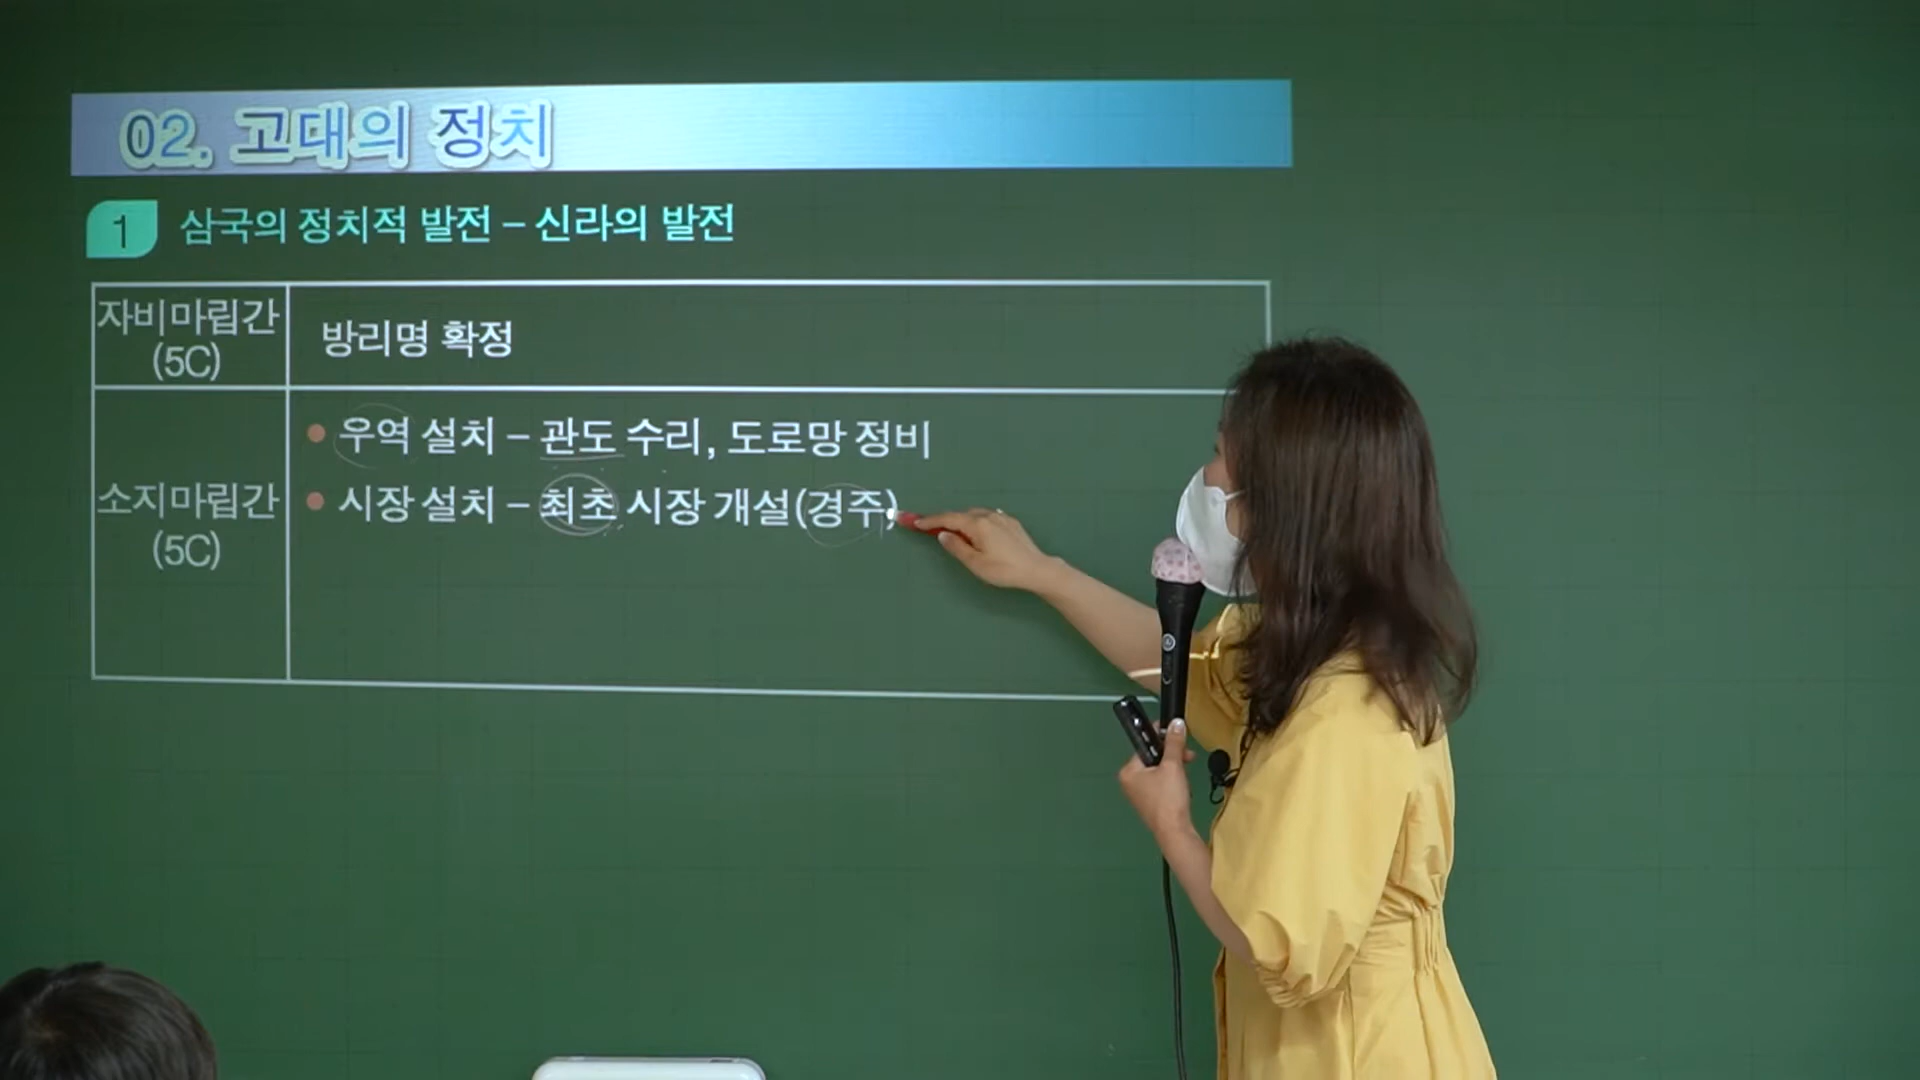 02. 고대의 정치
1 삼국의 정치적 발전 – 신라의 발전
자비마립간
(5C)
방리명 확정
소지마립간
(5C)
• 우역 설치 – 관도 수리, 도로망 정비
• 시장 설치 – 최초 시장 개설(경주)